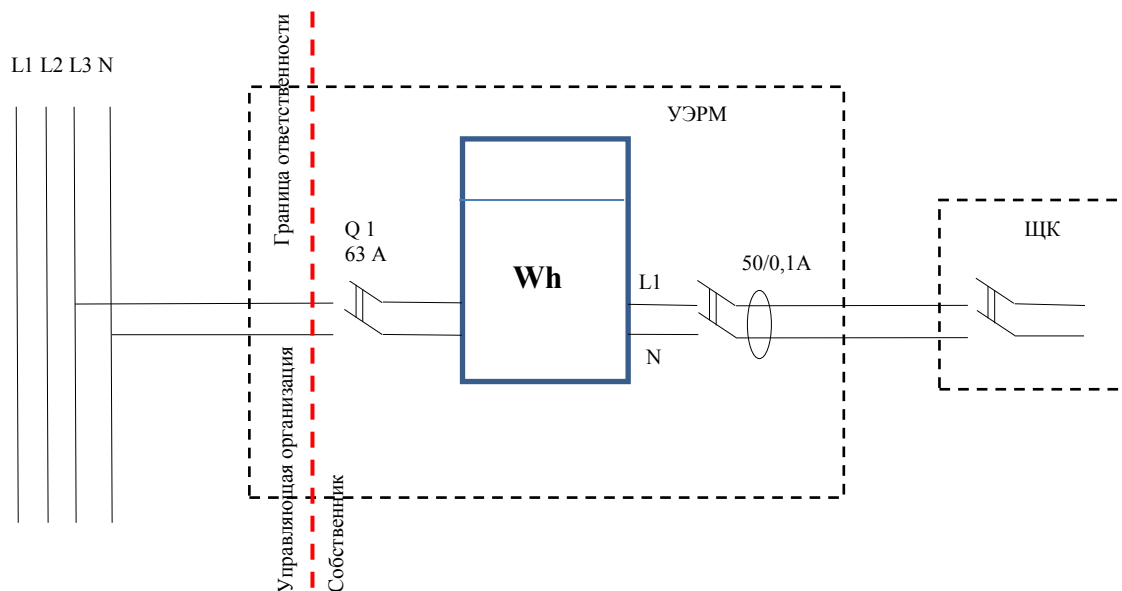 L1 L2 L3 N
Граница ответственности
УЭРМ
ЩК
Q 1
63 А
Wh
50/0,1А
L1
N
Управляющая организация
Собственник